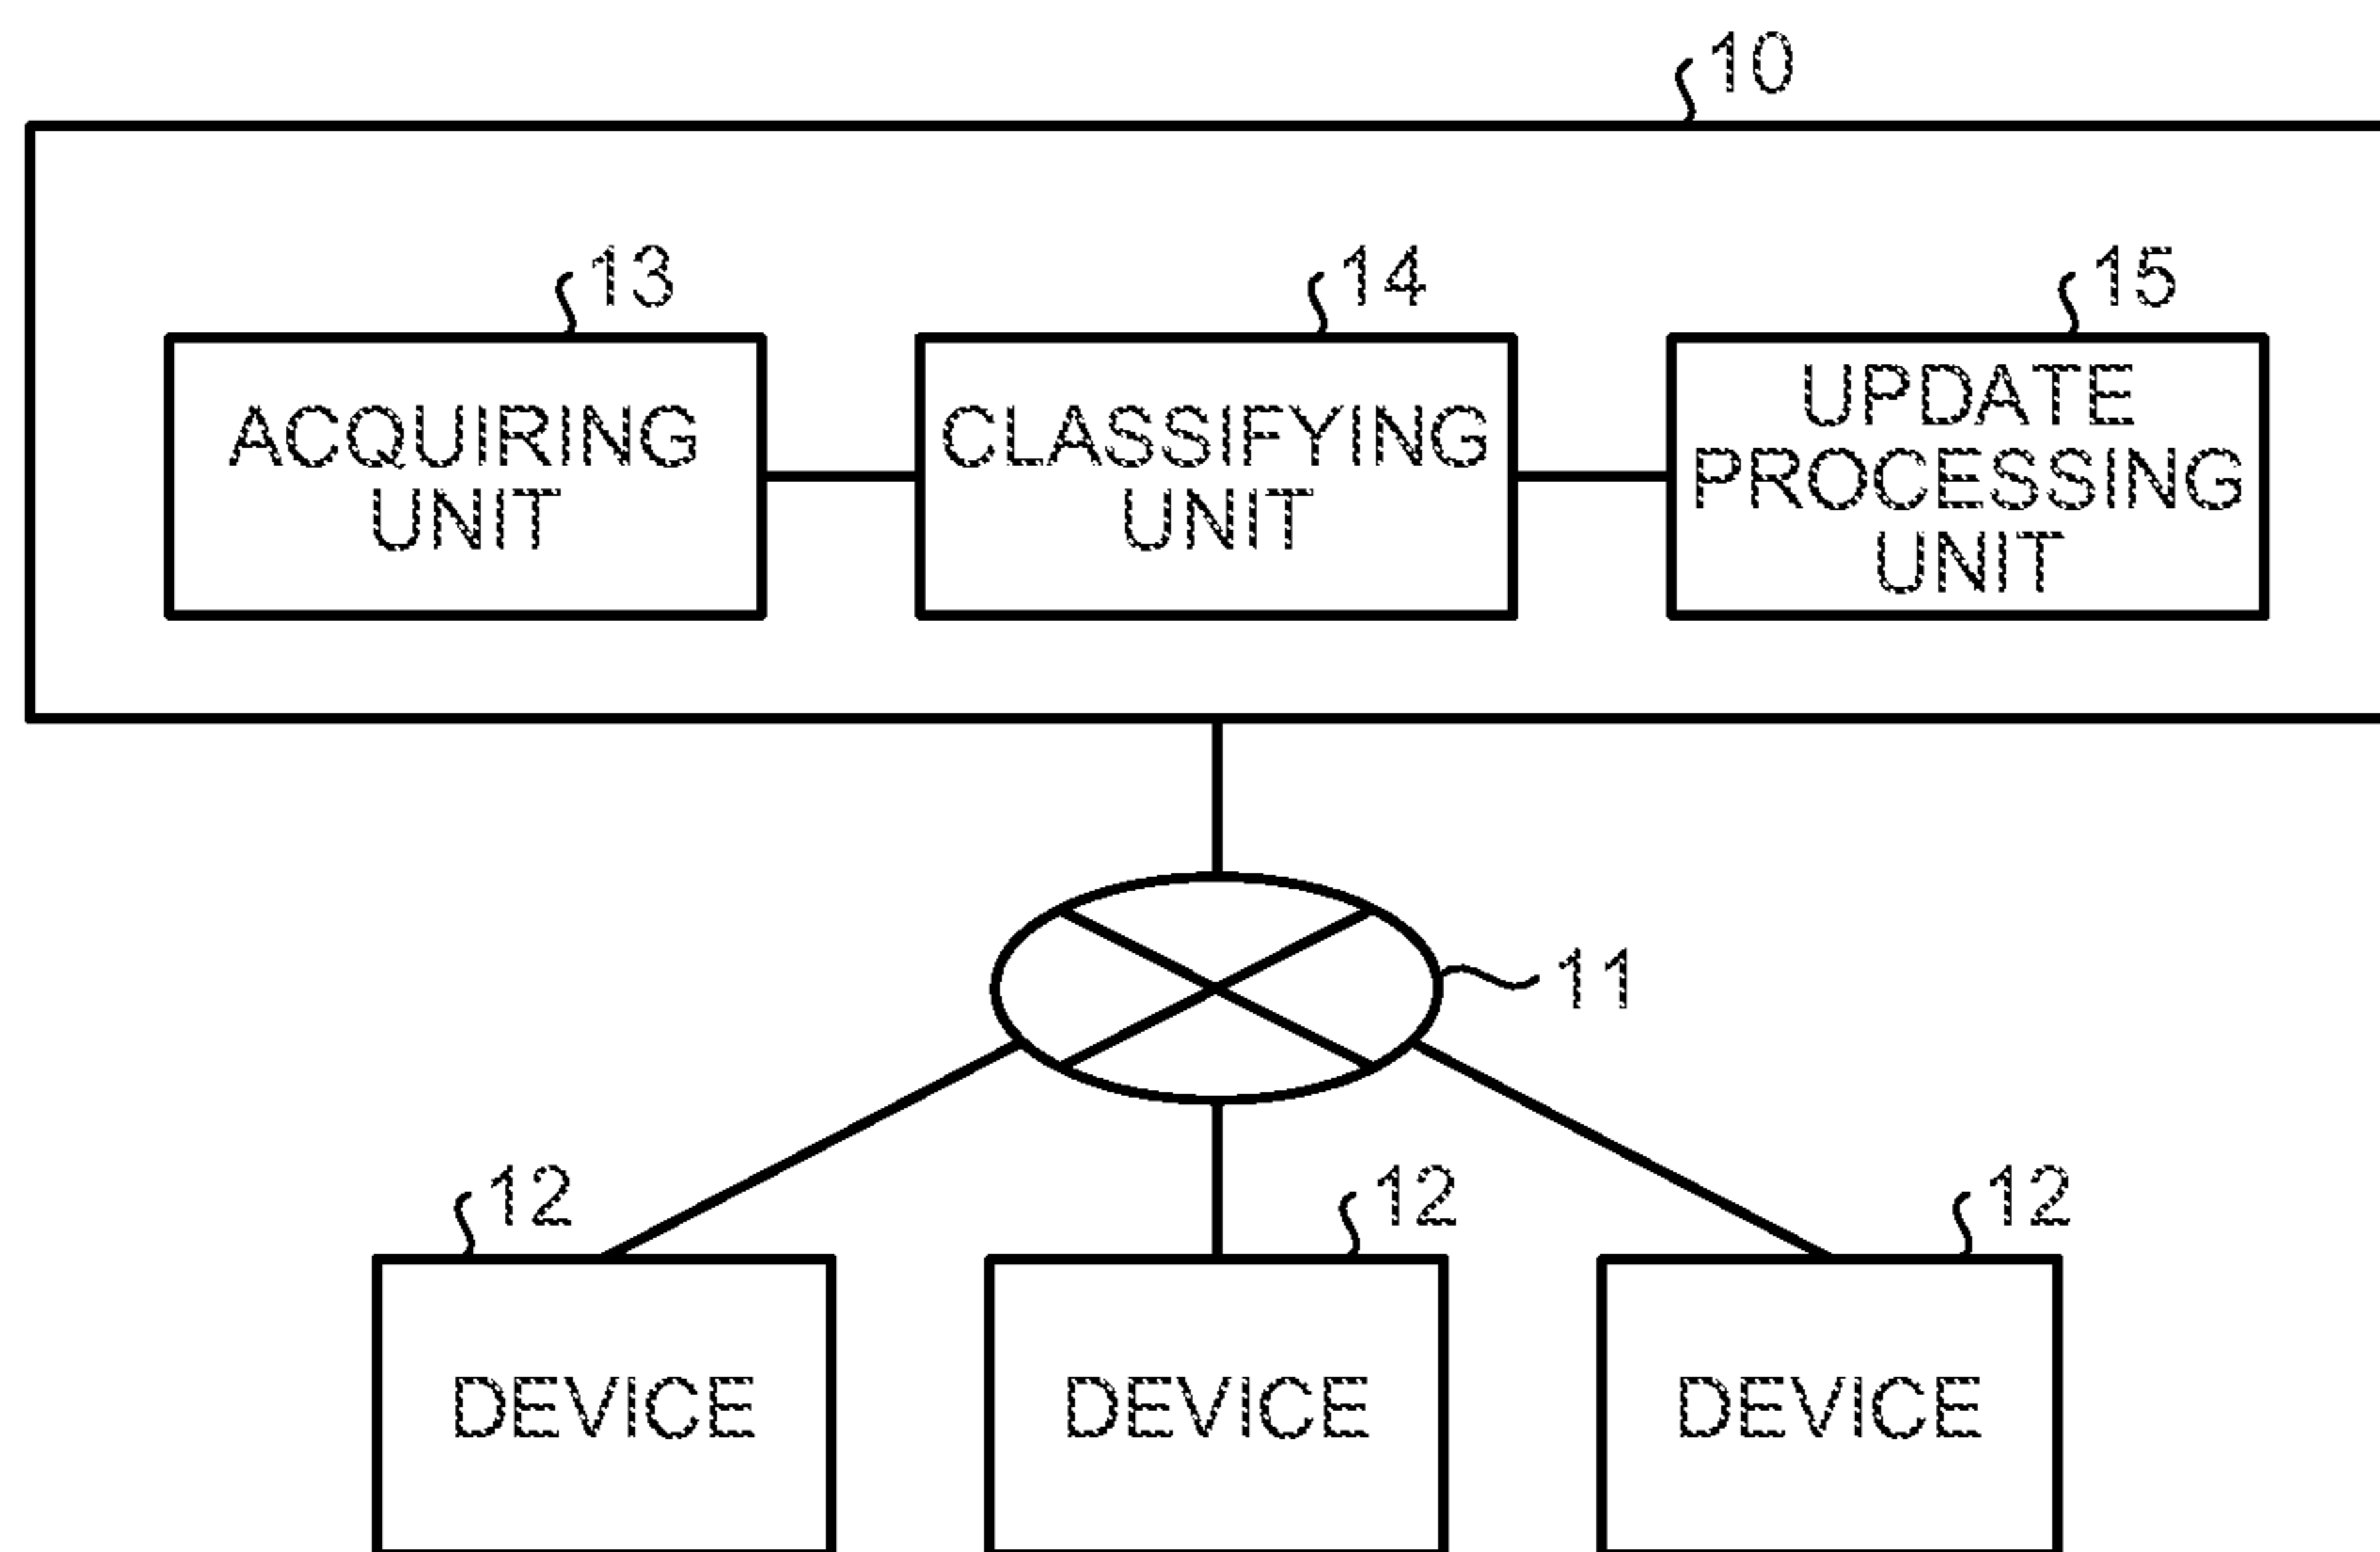 10
13
14
15
ACQUIRING
UNIT
CLASSIFYING
UNIT
UPDATE
PROCESSING
UNIT
11
12
12
12
DEVICE
DEVICE
DEVICE